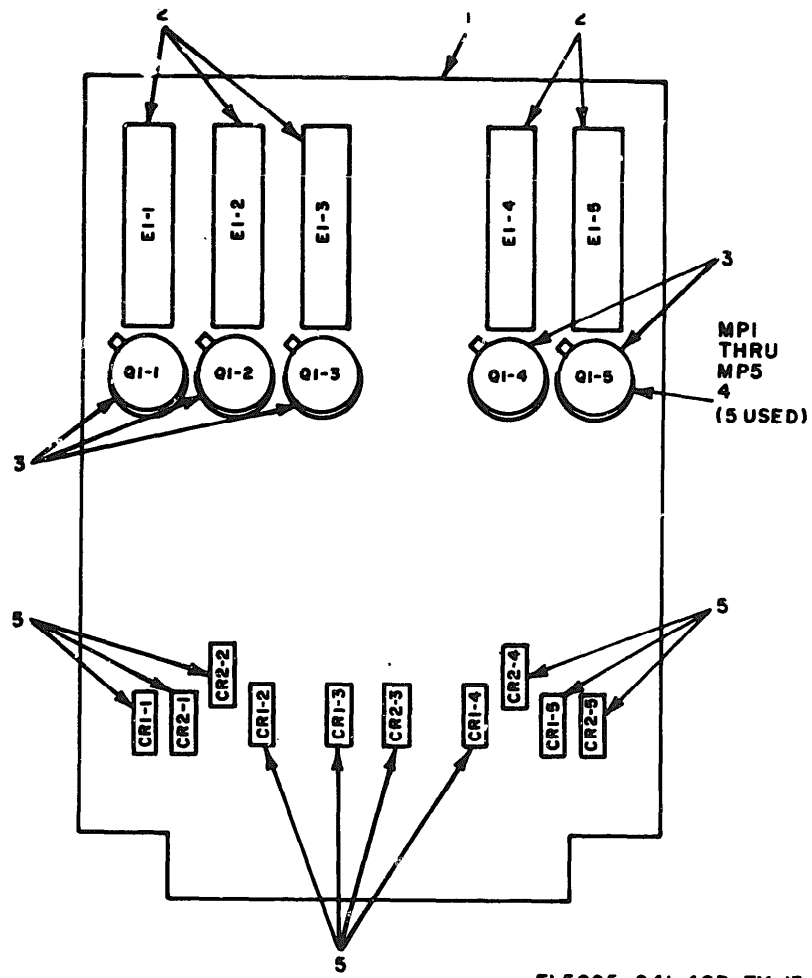 2
1
2
E1-1
E1-2
E1-3
E1-4
E1-5
3
Q1-1
Q1-2
Q1-3
Q1-4
Q1-5
MP1
THRU
MP5
4
(5 USED)
3
5
5
CR2-2
CR2-4
CR1-1
CR2-1
CR1-2
CR1-3
CR2-3
CR1-4
CR1-5
CR2-5
5